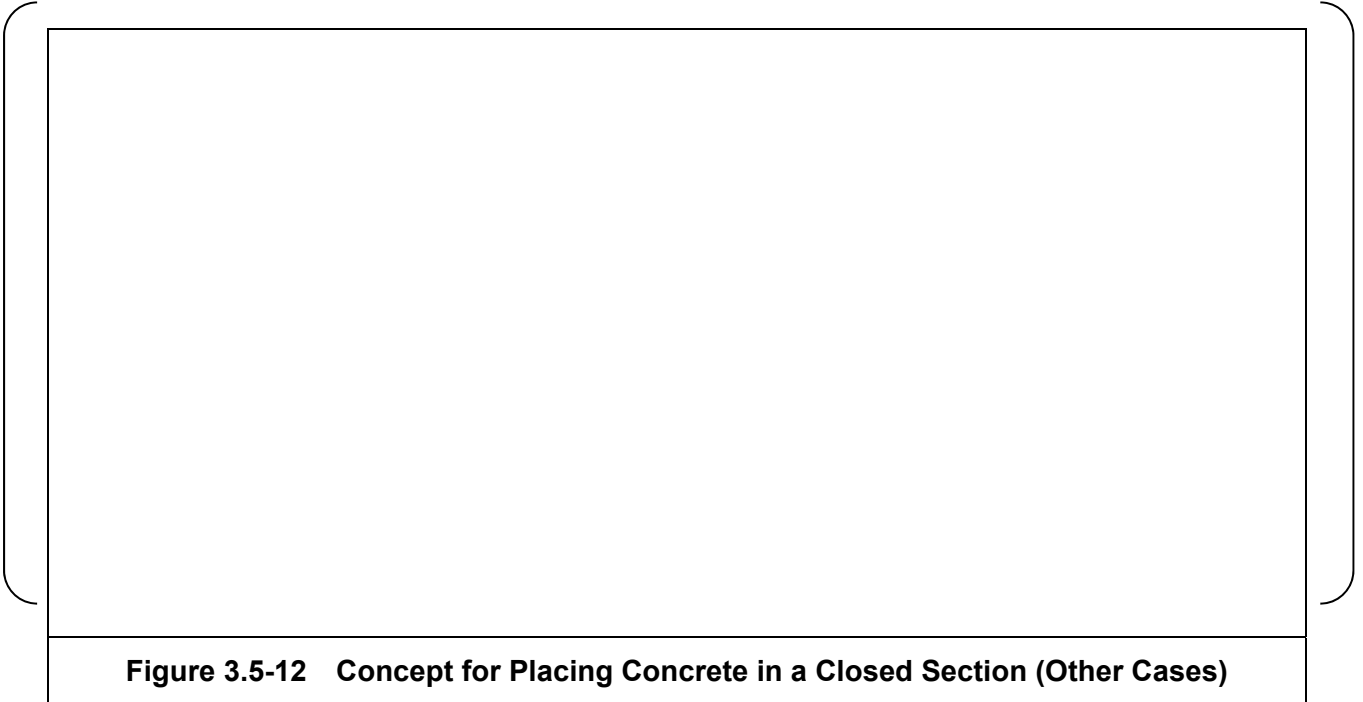 Figure 3.5-12 Concept for Placing Concrete in a Closed Section (Other Cases)